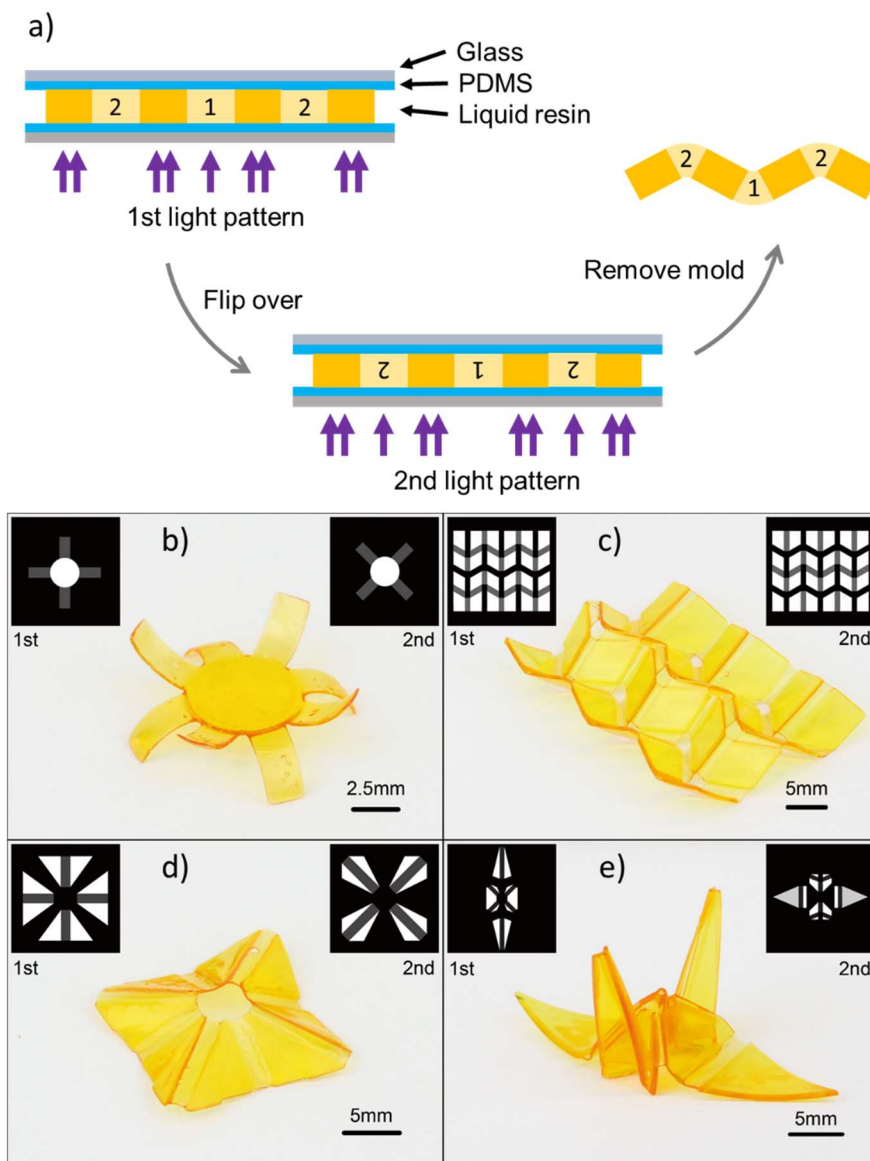 a)
Glass
PDMS
Liquid resin
2 1 2
1st light pattern
Flip over
2 1 2
Remove mold
2 1 2
2nd light pattern
b)
1st
2nd
2.5mm
c)
1st
2nd
5mm
d)
1st
2nd
5mm
e)
1st
2nd
5mm